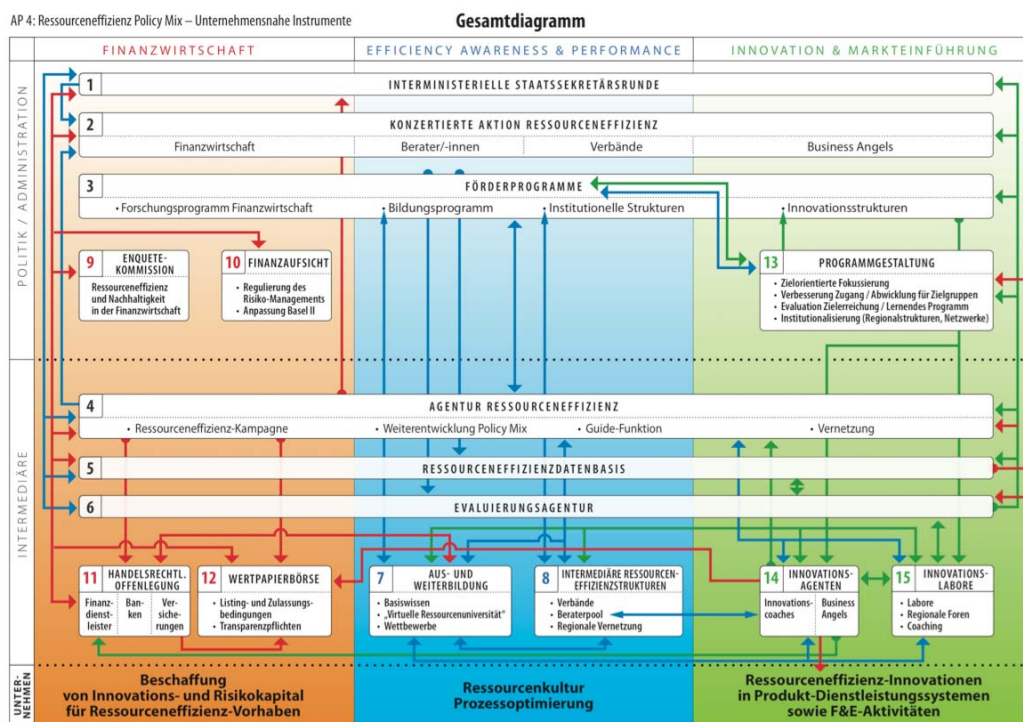 AP 4: Ressourceneffizienz Policy Mix – Unternehmensnahe Instrumente
Gesamtdiagramm
FINANZWIRTSCHAFT
EFFICIENCY AWARENESS & PERFORMANCE
INNOVATION & MARKTEINFÜHRUNG
POLITIK / ADMINISTRATION
1 INTERMINISTERIELLE STAATSSEKRETÄRSRUNDE
2 KONZERTIERTE AKTION RESSOURCENEFFIZIENZ
Finanzwirtschaft Berater/-innen Verbände Business Angels
3 FÖRDERPROGRAMME
• Forschungsprogramm Finanzwirtschaft • Bildungsprogramm • Institutionelle Strukturen • Innovationsstrukturen
9 ENQUETE-
KOMMISSION
Ressourceneffizienz
und Nachhaltigkeit
in der Finanzwirtschaft
10 FINANZAUFSICHT
• Regulierung des
Risiko-Managements
• Anpassung Basel II
13 PROGRAMMGESTALTUNG
• Zielorientierte Fokussierung
• Verbesserung Zugang / Abwicklung für Zielgruppen
• Evaluation Zielerreichung / Lernendes Programm
• Institutionalisierung (Regionalstrukturen, Netzwerke)
INTERMEDIÄRE
4 AGENTUR RESSOURCENEFFIZIENZ
• Ressourceneffizienz-Kampagne • Weiterentwicklung Policy Mix • Guide-Funktion • Vernetzung
5 RESSOURCENEFFIZIENZDATENBASIS
6 EVALUIERUNGSAGENTUR
11 HANDELSRECHTL.
OFFENLEGUNG
Finanz-
dienst-
leister
Ban-
ken
Ver-
siche-
rungen
12 WERTPAPIERBÖRSE
• Listing- und Zulassungs-
bedingungen
• Transparenzpflichten
7 AUS- UND
WEITERBILDUNG
• Basiswissen
• „Virtuelle Ressourcenuniversität“
• Wettbewerbe
8 INTERMEDIÄRE RESSOURCEN-
EFFIZIENZSTRUKTUREN
• Verbände
• Beraterpool
• Regionale Vernetzung
14 INNOVATIONS-
AGENTEN
Innovations-
coaches
Business
Angels
15 INNOVATIONS-
LABORE
• Labore
• Regionale Foren
• Coaching
UNTER-
NEHMEN
Beschaffung
von Innovations- und Risikokapital
für Ressourceneffizienz-Vorhaben
Ressourcenkultur
Prozessoptimierung
Ressourceneffizienz-Innovationen
in Produkt-Dienstleistungssystemen
sowie F&E-Aktivitäten